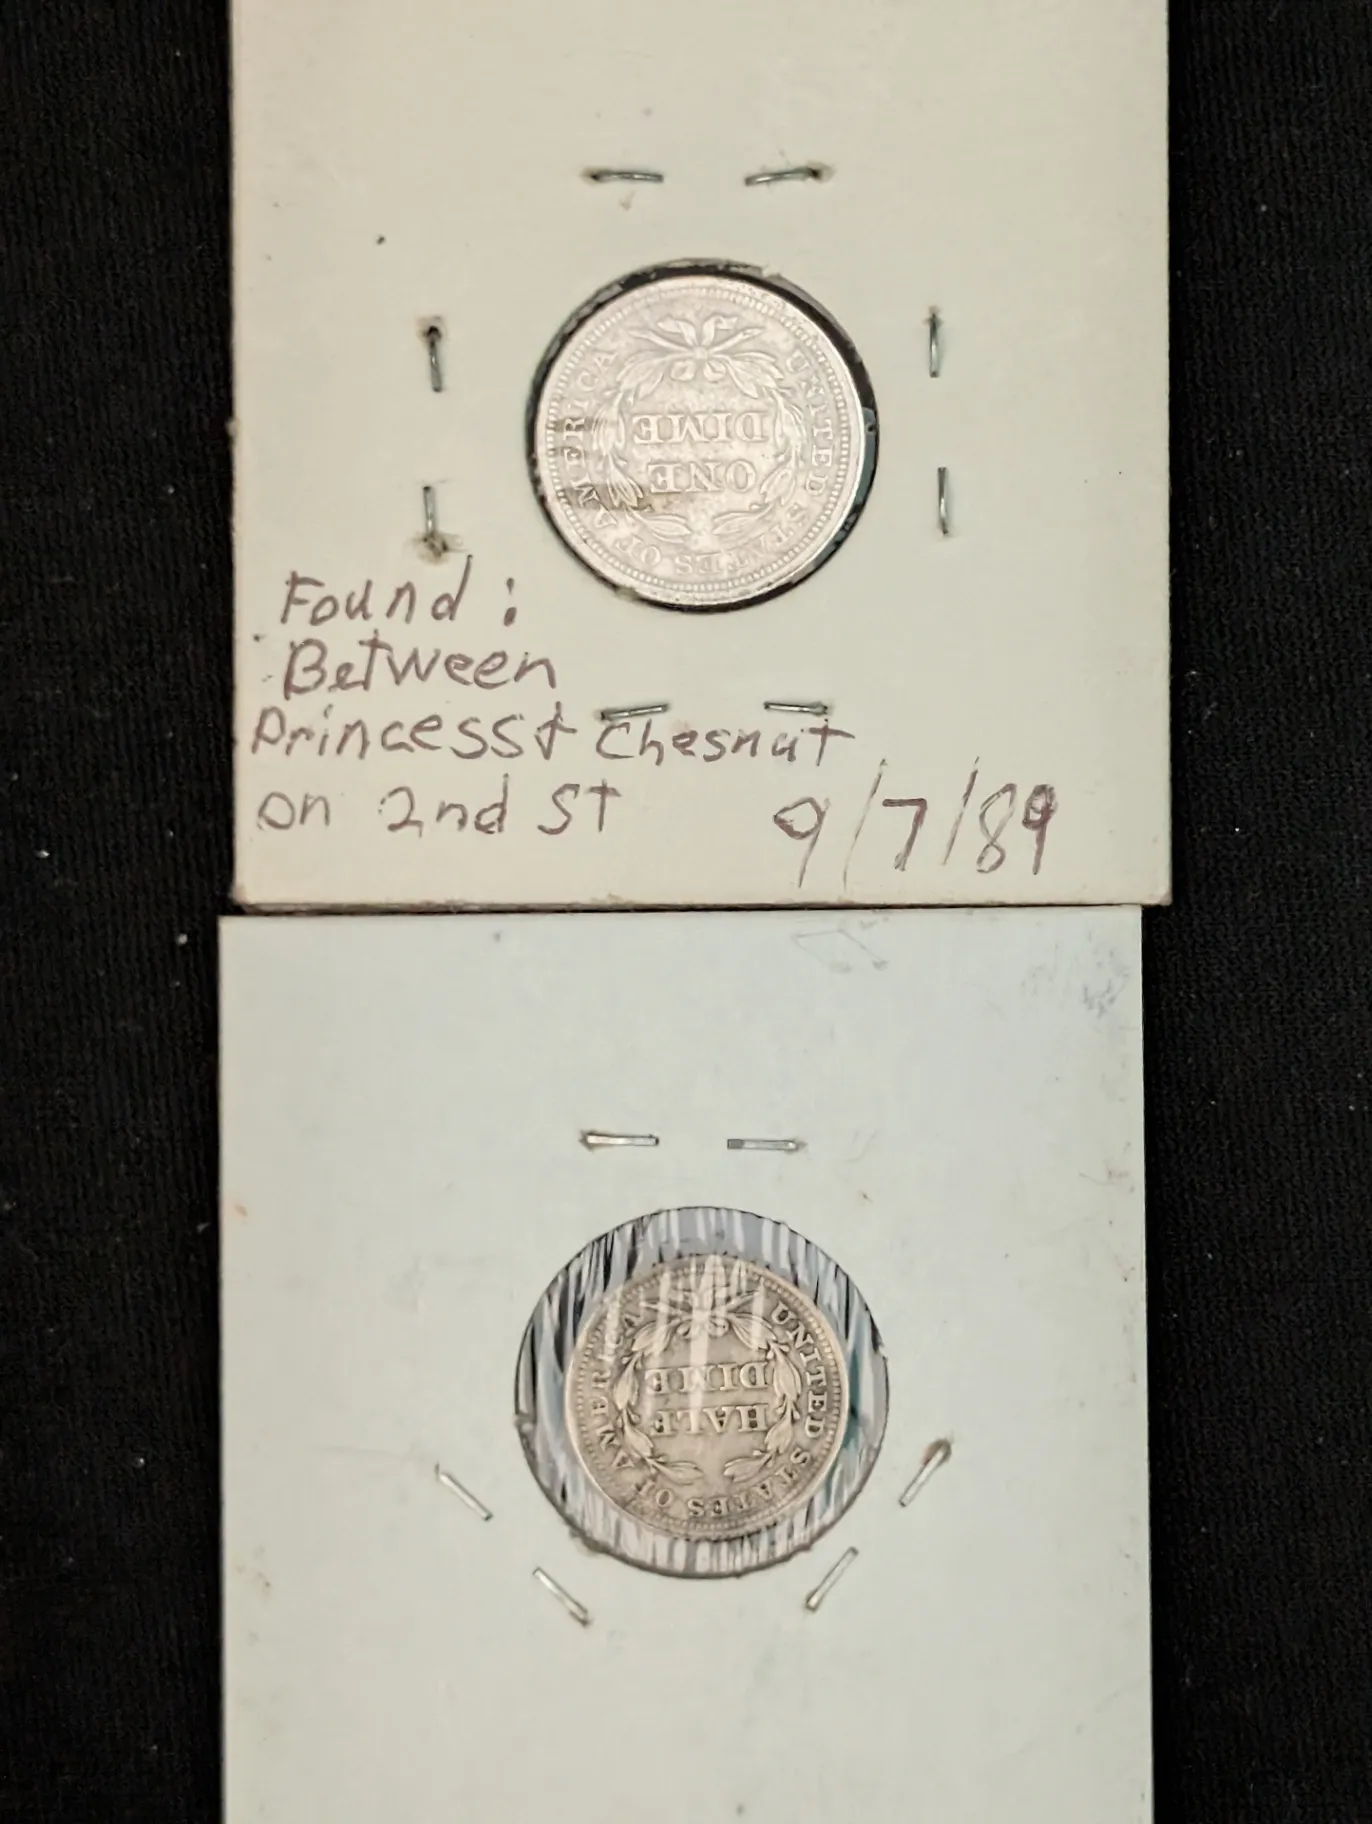 UNITED STATES OF AMERICA
ONE
DIME
Found:
Between
Princess + Chesnut
on 2nd St 9/7/89
UNITED STATES OF AMERICA
HALF
DIME